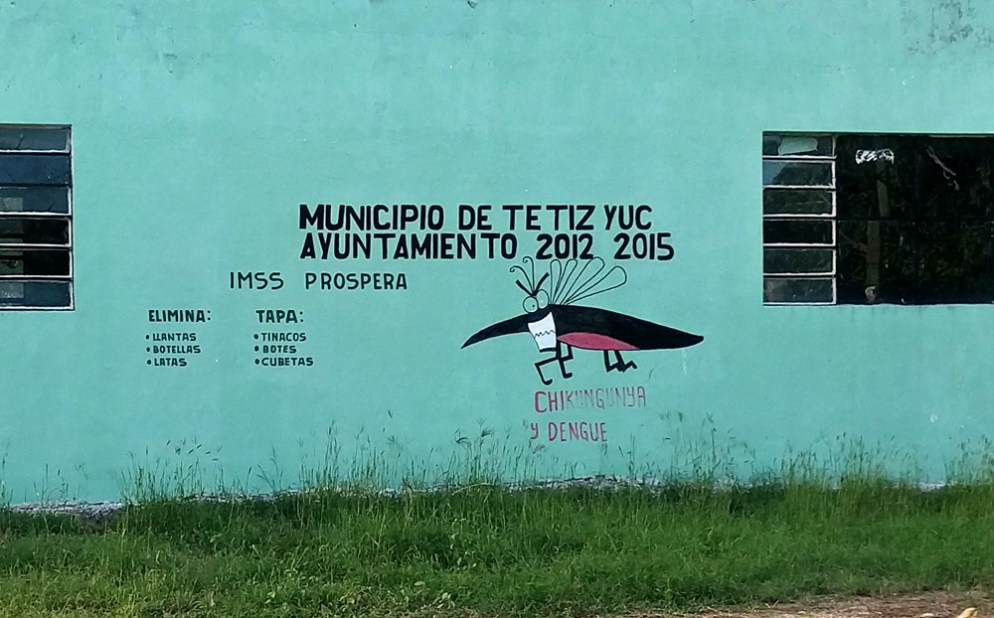 MUNICIPIO DE TETIZ YUC
AYUNTAMIENTO 2012 2015
IMSS PROSPERA
ELIMINA:
• LLANTAS
• BOTELLAS
• LATAS
TAPA:
• TINACOS
• BOTES
• CUBETAS
CHIKUNGUNYA
y DENGUE